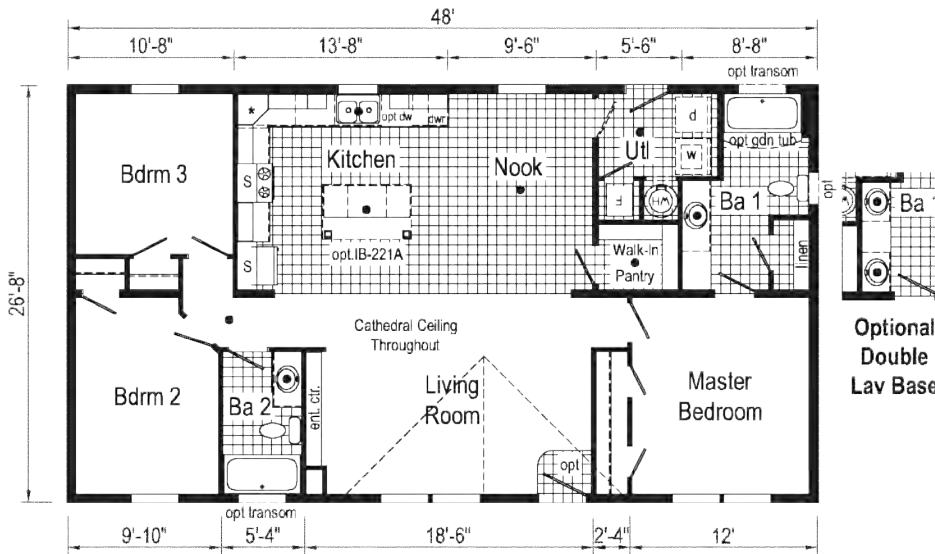 48'
10'-8" 13'-8" 9'-6" 5'-6" 8'-8"
opt transom
26'-8"
*
opt dw
dwr
d
opt gdn tub
Kitchen
Utl
W
Bdrm 3
Nook
S
opt
F
WH
Ba 1
Ba 1
opt.IB-221A
Walk-In
Pantry
linen
S
Cathedral Ceiling
Throughout
Optional
Double
Lav Base
Bdrm 2
Ba 2
ent. ctr.
Living
Room
Master
Bedroom
opt
opt transom
9'-10" 5'-4" 18'-6" 2'-4" 12'